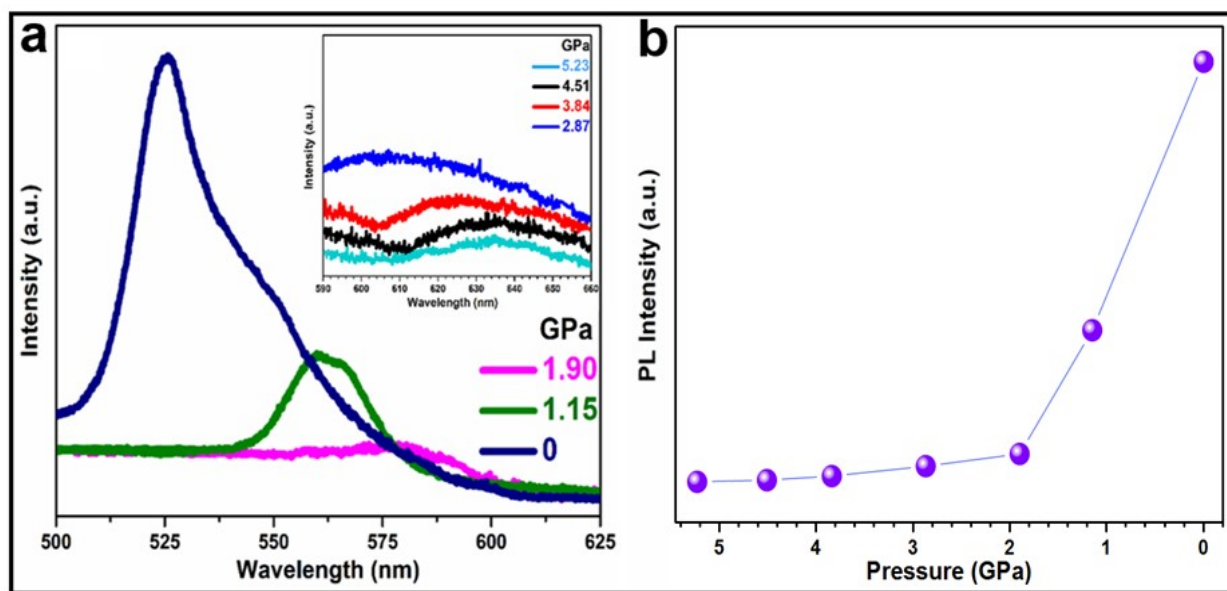 a
Intensity (a.u.)
GPa
5.23
4.51
3.84
2.87
Intensity (a.u.)
590 600 610 620 630 640 650 660
Wavelength (nm)
GPa
1.90
1.15
0
500 525 550 575 600 625
Wavelength (nm)
b
PL Intensity (a.u.)
5 4 3 2 1 0
Pressure (GPa)